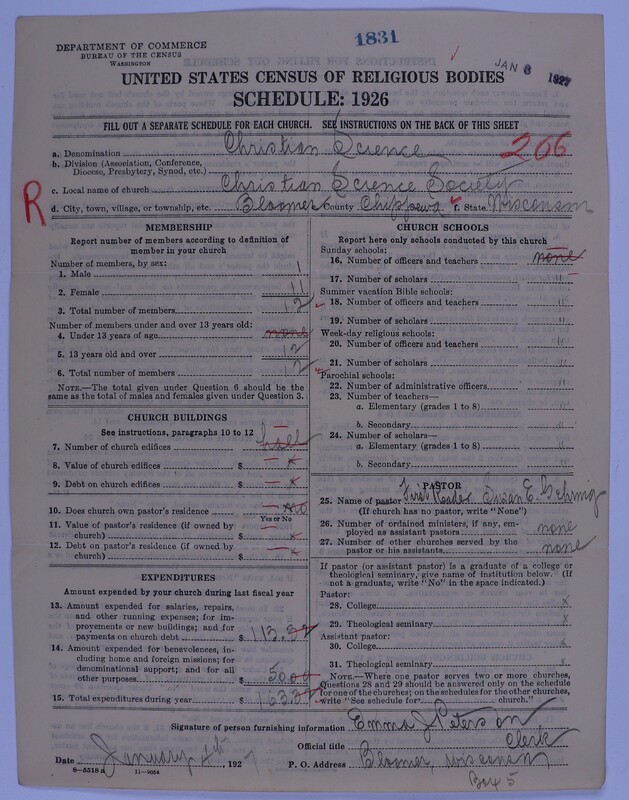 1831
DEPARTMENT OF COMMERCE
BUREAU OF THE CENSUS
WASHINGTON
JAN 8 1927
UNITED STATES CENSUS OF RELIGIOUS BODIES
SCHEDULE: 1926
FILL OUT A SEPARATE SCHEDULE FOR EACH CHURCH. SEE INSTRUCTIONS ON THE BACK OF THIS SHEET
a. Denomination Christian Science 266
b. Division (Association, Conference, Diocese, Presbytery, Synod, etc.)
c. Local name of church Christian Science Society
R
d. City, town, village, or township, etc. Bloomer County Chippewa f. State Wisconsin
MEMBERSHIP
Report number of members according to definition of
member in your church
Number of members, by sex:
1. Male 1
2. Female 11
3. Total number of members 12
Number of members under and over 13 years old:
4. Under 13 years of age none
5. 13 years old and over 12
6. Total number of members 12
NOTE.—The total given under Question 6 should be the
same as the total of males and females given under Question 3.
CHURCH BUILDINGS
See instructions, paragraphs 10 to 12
7. Number of church edifices hall
8. Value of church edifices $ x
9. Debt on church edifices $ x
10. Does church own pastor's residence no
Yes or No
11. Value of pastor's residence (if owned by
church) $ x
12. Debt on pastor's residence (if owned by
church) $ x
EXPENDITURES
Amount expended by your church during last fiscal year
13. Amount expended for salaries, repairs,
and other running expenses; for im-
provements or new buildings; and for
payments on church debt $ 113.
14. Amount expended for benevolences, in-
cluding home and foreign missions; for
denominational support; and for all
other purposes $ 50.00
15. Total expenditures during year $ 163.
CHURCH SCHOOLS
Report here only schools conducted by this church
Sunday schools:
16. Number of officers and teachers none
17. Number of scholars "
Summer vacation Bible schools:
18. Number of officers and teachers "
19. Number of scholars "
Week-day religious schools:
20. Number of officers and teachers "
21. Number of scholars "
Parochial schools:
22. Number of administrative officers "
23. Number of teachers—
a. Elementary (grades 1 to 8) "
b. Secondary "
24. Number of scholars—
a. Elementary (grades 1 to 8) "
b. Secondary "
PASTOR
25. Name of pastor First Reader Susan E.
(If church has no pastor, write "None")
26. Number of ordained ministers, if any, em-
ployed as assistant pastors none
27. Number of other churches served by the
pastor or his assistants none
If pastor (or assistant pastor) is a graduate of a college or
theological seminary, give name of institution below. (If
not a graduate, write "No" in the space indicated.)
Pastor:
28. College x
29. Theological seminary x
Assistant pastor:
30. College x
31. Theological seminary x
NOTE.—Where one pastor serves two or more churches,
Questions 28 and 29 should be answered only on the schedule
for one of the churches; on the schedules for the other churches,
write "See schedule for church."
Signature of person furnishing information Emma J. Peterson
Official title Clerk
Date January 4th 1927 P. O. Address Bloomer, Wisconsin
8-5518 a 11-9054
Box 5